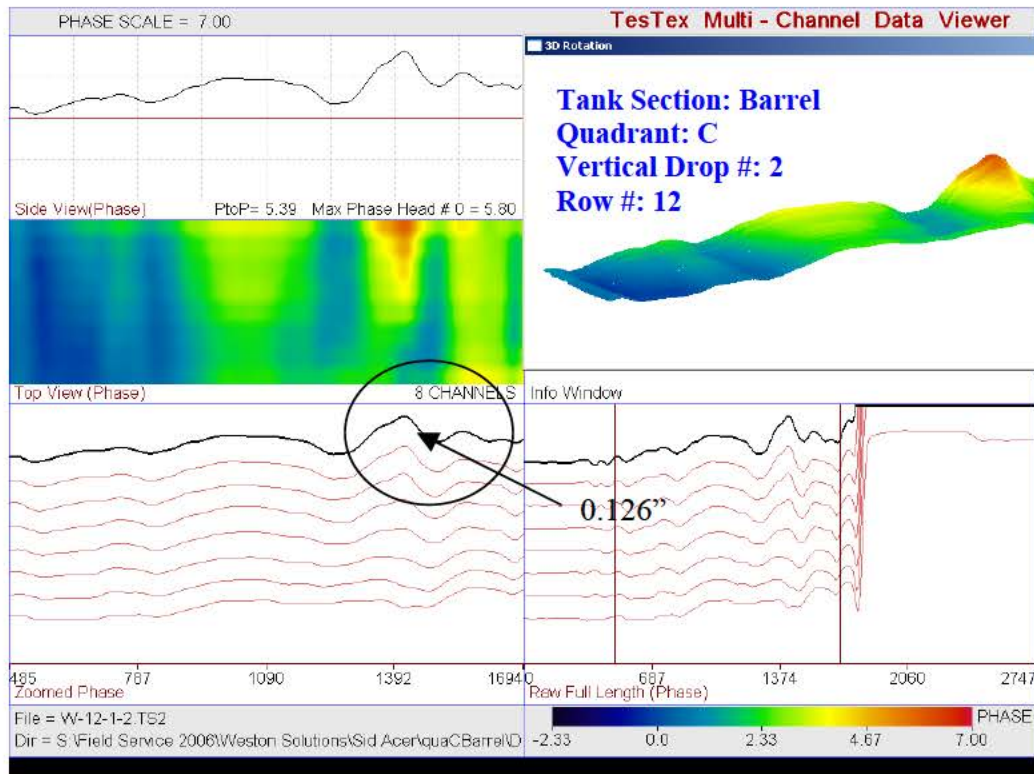 PHASE SCALE = 7.00
TesTex Multi - Channel Data Viewer
3D Rotation
Tank Section: Barrel
Quadrant: C
Vertical Drop #: 2
Row #: 12
Side View(Phase) PtoP= 5.39 Max Phase Head # 0 = 5.80
Top View (Phase) 8 CHANNELS
Info Window
0.126”
485 787 1090 1392 1694
Zoomed Phase
0 687 1374 2060 2747
Raw Full Length (Phase)
File = W-12-1-2.TS2
Dir = S:\Field Service 2006\Weston Solutions\Sid Acer\quaCBarrel\D
PHASE
-2.33 0.0 2.33 4.67 7.00